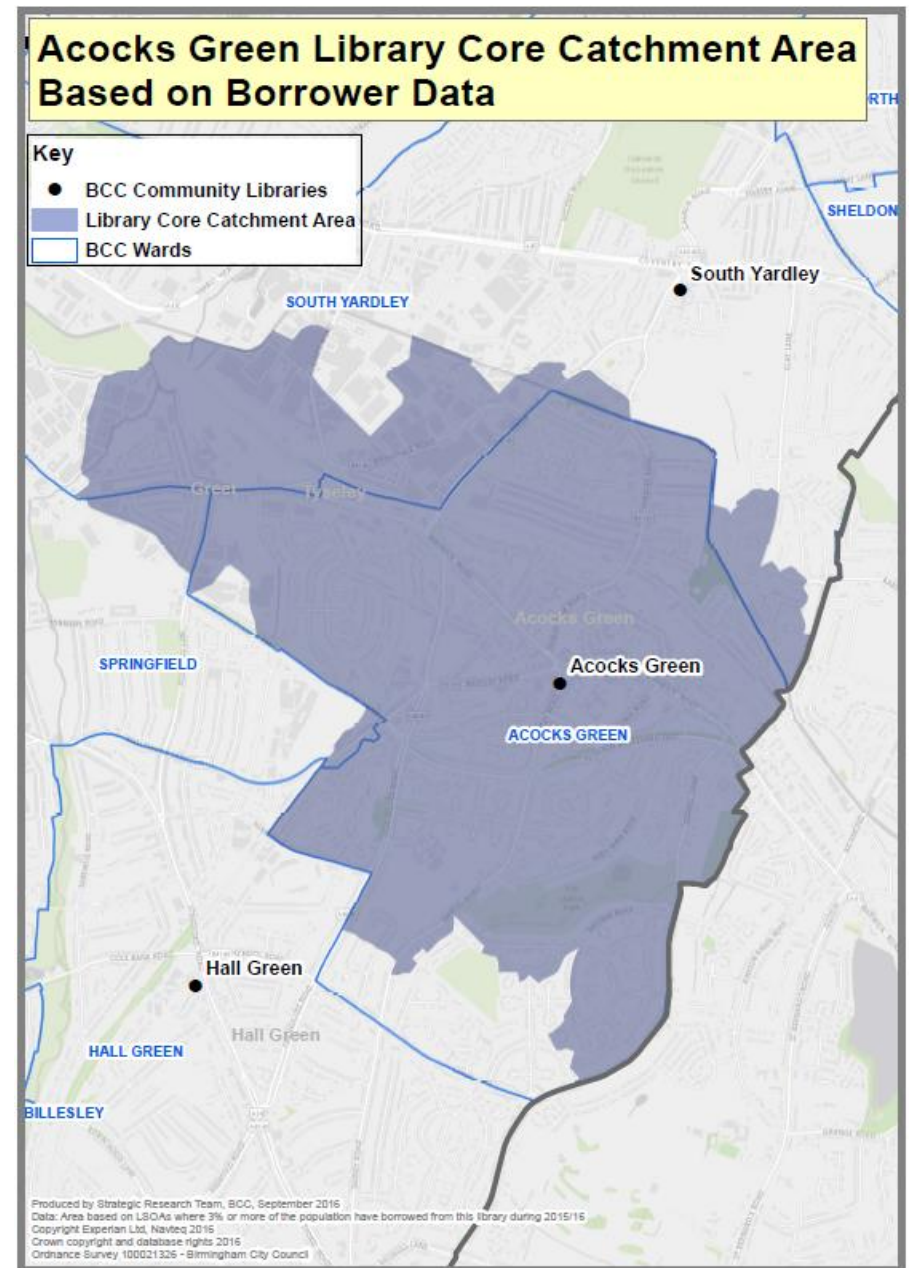 Acocks Green Library Core Catchment Area
Based on Borrower Data
Key
BCC Community Libraries
Library Core Catchment Area
BCC Wards
RTH
SHELDON
South Yardley
SOUTH YARDLEY
Greet
Tyseley
Acocks Green
SPRINGFIELD
Acocks Green
ACOCKS GREEN
Hall Green
Hall Green
HALL GREEN
BILLESLEY
Produced by Strategic Research Team, BCC, September 2016
Data: Area based on LSOAs where 3% or more of the population have borrowed from this library during 2015/16
Copyright Experian Ltd, Navteq 2016
Crown copyright and database rights 2016
Ordnance Survey 100021326 - Birmingham City Council